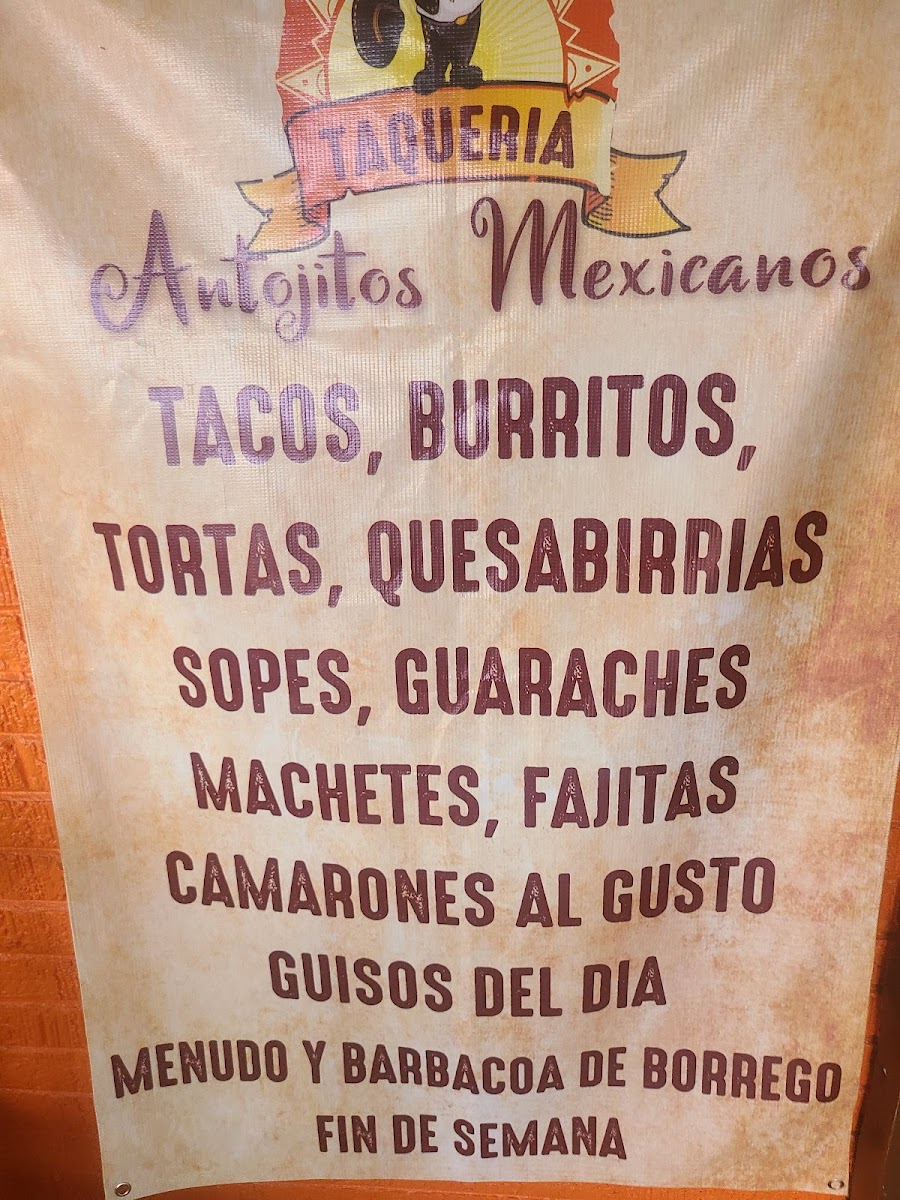 TAQUERIA
Antojitos Mexicanos
TACOS, BURRITOS,
TORTAS, QUESABIRRIAS
SOPES, GUARACHES
MACHETES, FAJITAS
CAMARONES AL GUSTO
GUISOS DEL DIA
MENUDO Y BARBACOA DE BORREGO
FIN DE SEMANA